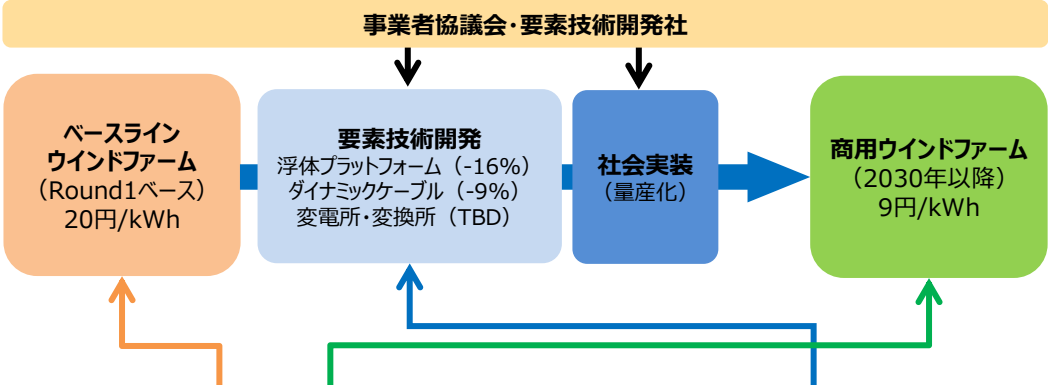 事業者協議会・要素技術開発社
ベースライン
ウインドファーム
（Round1ベース）
20円/kWh
要素技術開発
浮体プラットフォーム（-16%）
ダイナミックケーブル（-9%）
変電所・変換所（TBD）
社会実装
（量産化）
商用ウインドファーム
（2030年以降）
9円/kWh